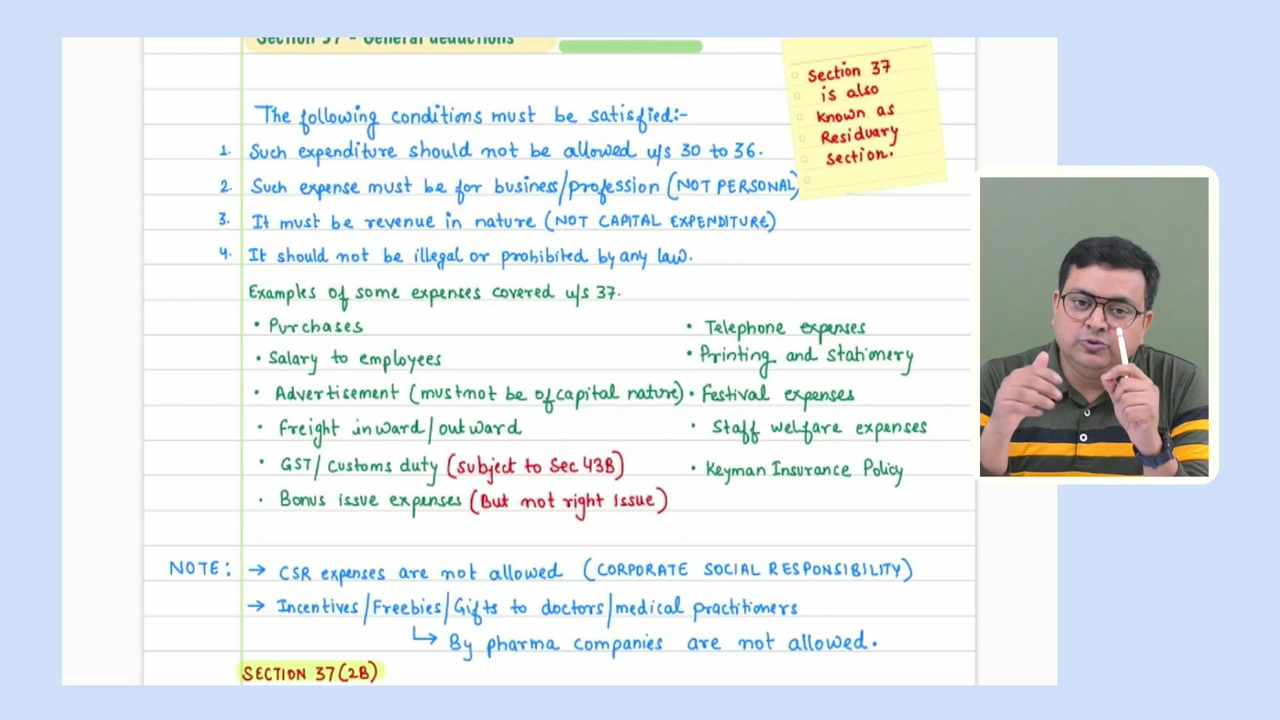 Section 37 - General deductions
Section 37
is also
known as
Residuary
Section.
The following conditions must be satisfied:-
1. Such expenditure should not be allowed u/s 30 to 36.
2. Such expense must be for business/profession (NOT PERSONAL)
3. It must be revenue in nature (NOT CAPITAL EXPENDITURE)
4. It should not be illegal or prohibited by any law.
Examples of some expenses covered u/s 37.
• Purchases
• Salary to employees
• Advertisement (must not be of capital nature)
• Freight inward/outward
• GST/customs duty (subject to Sec 43B)
• Bonus issue expenses (But not right issue)
• Telephone expenses
• Printing and stationery
• Festival expenses
• Staff welfare expenses
• Keyman Insurance Policy
NOTE: → CSR expenses are not allowed (CORPORATE SOCIAL RESPONSIBILITY)
→ Incentives/Freebies/Gifts to doctors/medical practitioners
↳ By pharma companies are not allowed.
SECTION 37(2B)